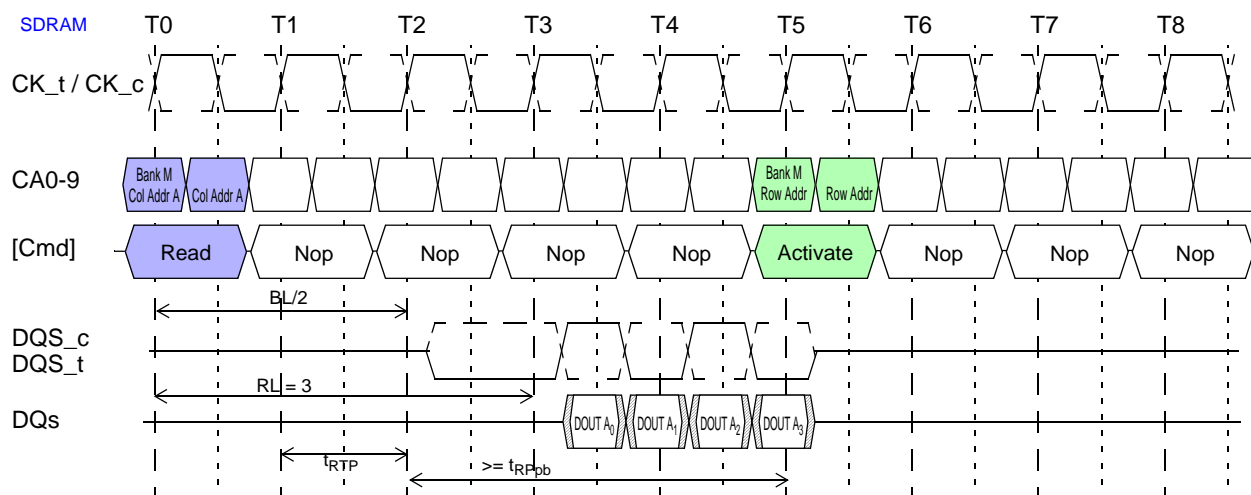 SDRAM T0 T1 T2 T3 T4 T5 T6 T7 T8
CK_t / CK_c
CA0-9
Bank M
Col Addr A
Col Addr A
Bank M
Row Addr
Row Addr
[Cmd] Read Nop Nop Nop Nop Activate Nop Nop Nop
BL/2
DQS_c
DQS_t
RL = 3
DQs DOUT A0 DOUT A1 DOUT A2 DOUT A3
tRTP >= tRPpb